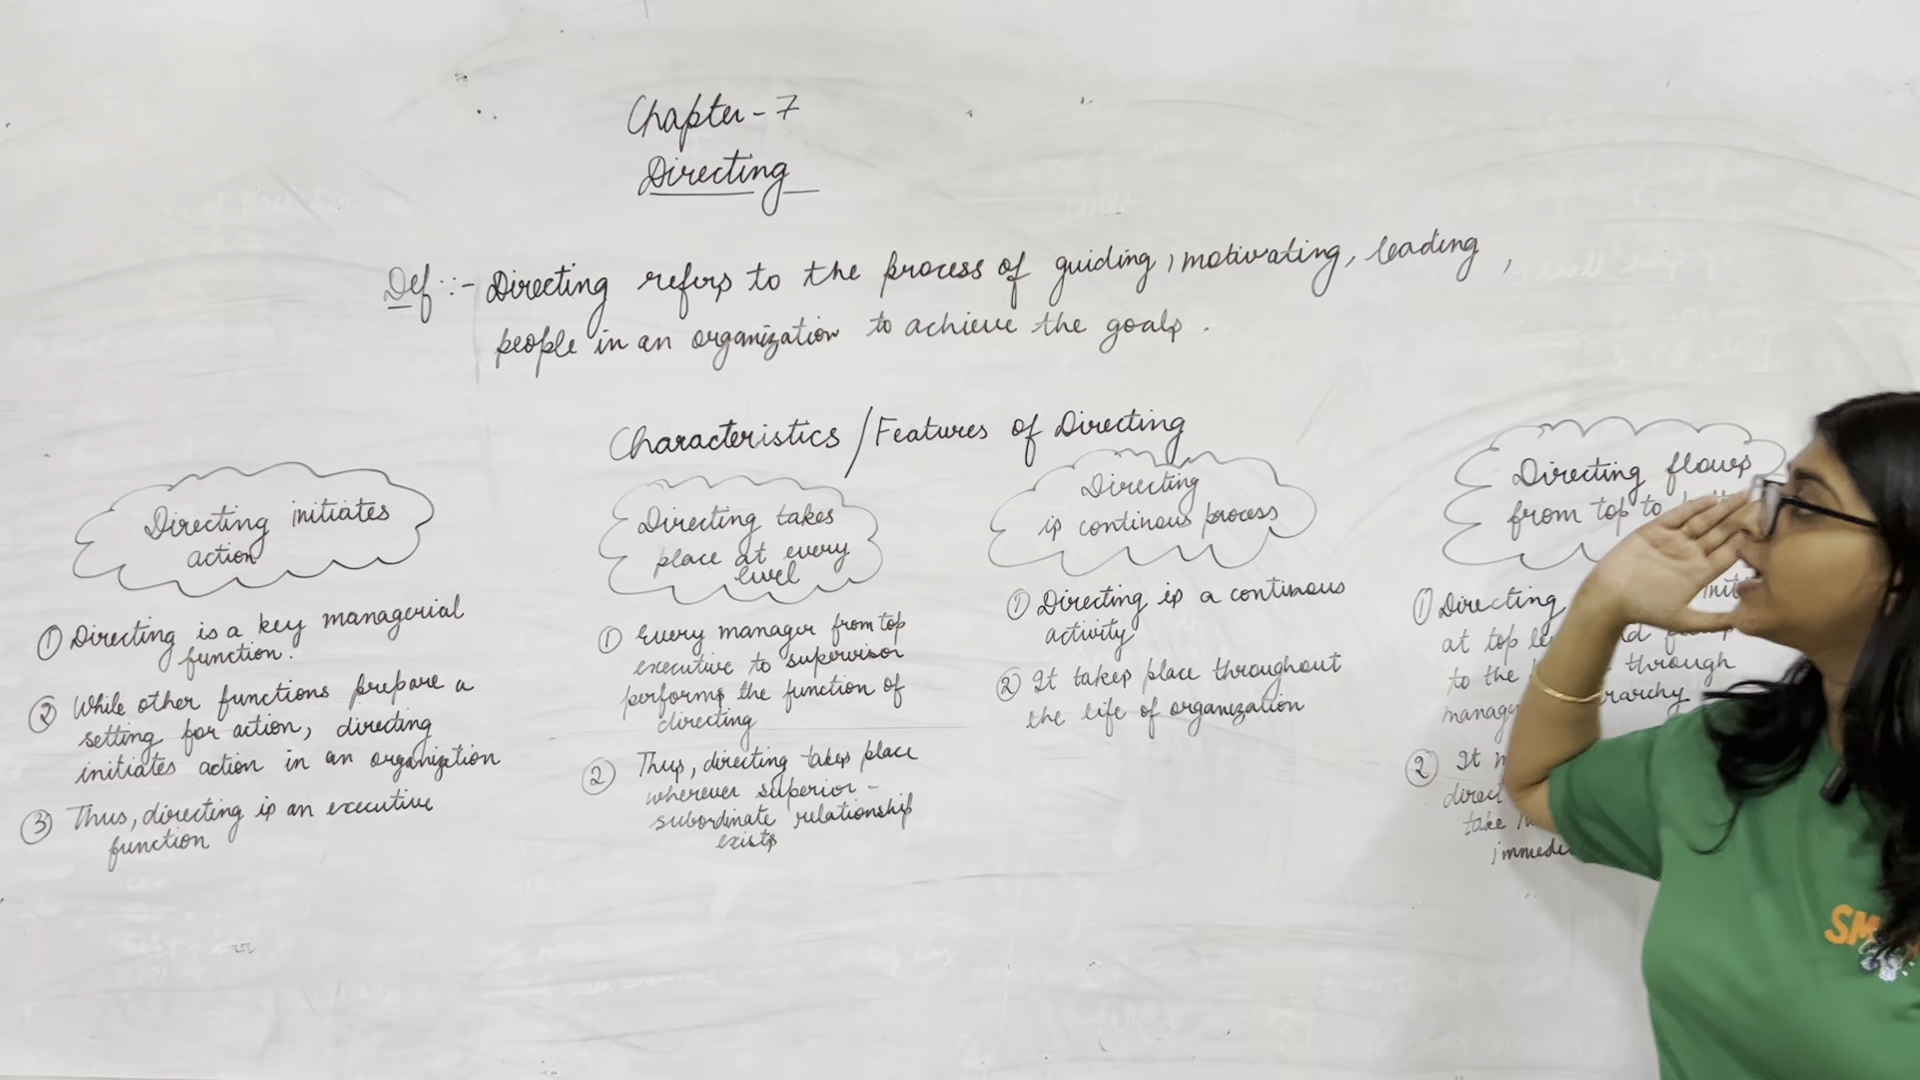 Chapter - 7
Directing
Def :- Directing refers to the process of guiding, motivating, leading,
people in an organization to achieve the goals.
Characteristics / Features of Directing
Directing initiates
action
① Directing is a key managerial
function.
② While other functions prepare a
setting for action, directing
initiates action in an organization
③ Thus, directing is an executive
function
Directing takes
place at every
level
① Every manager from top
executive to supervisor
performs the function of
directing
② Thus, directing takes place
wherever superior -
subordinate relationship
exists
Directing
is continous process
① Directing is a continous
activity
② It takes place throughout
the life of organization
Directing flows
from top to
① Directing
at top
to the through
② It
take
SM